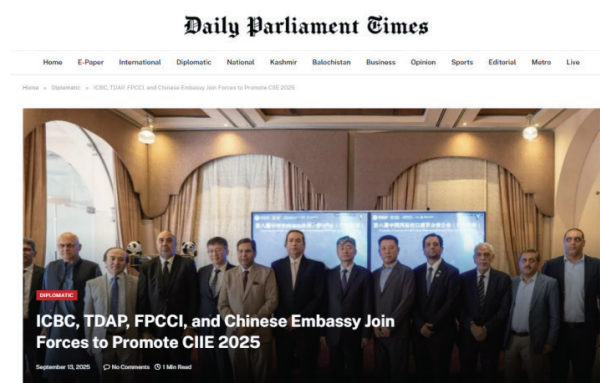 Daily Parliament Times
Home E-Paper International Diplomatic National Kashmir Balochistan Business Opinion Sports Editorial Metro Live
Home » Diplomatic » ICBC, TDAP, FPCCI, and Chinese Embassy Join Forces to Promote CIIE 2025
DIPLOMATIC
ICBC, TDAP, FPCCI, and Chinese Embassy Join
Forces to Promote CIIE 2025
September 13, 2025 No Comments 1 Min Read